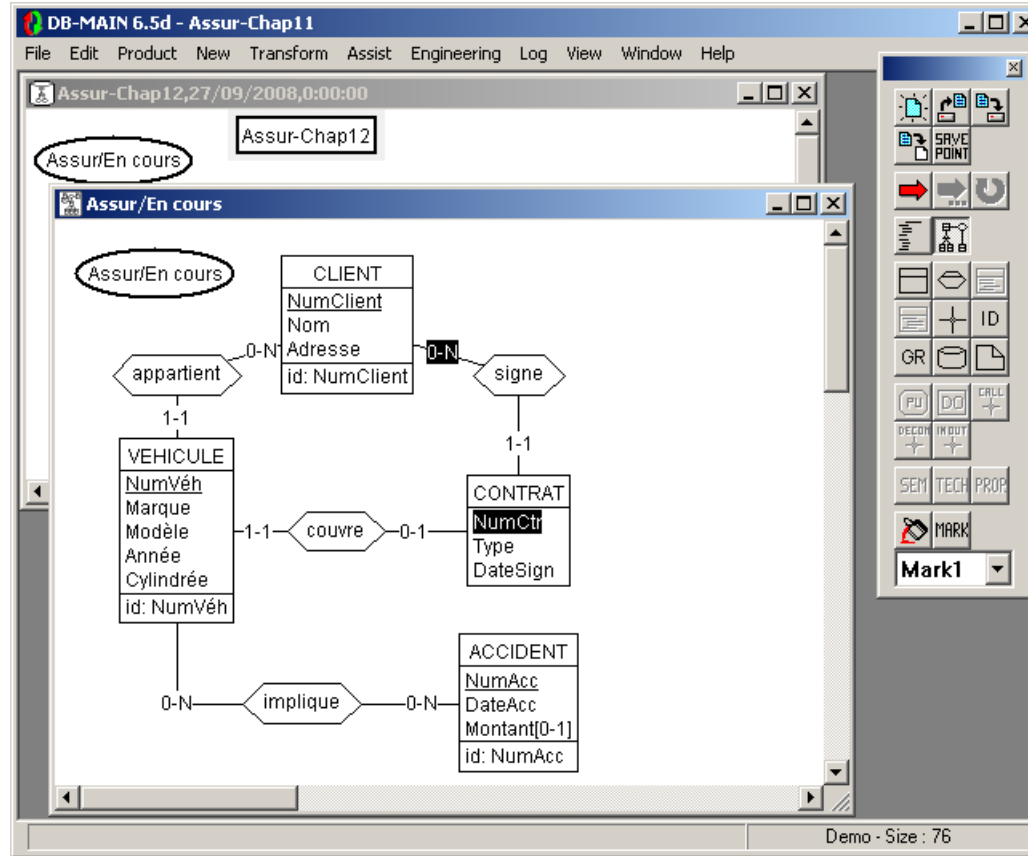 DB-MAIN 6.5d - Assur-Chap11
File Edit Product New Transform Assist Engineering Log View Window Help
Assur-Chap12,27/09/2008,0:00:00
Assur-Chap12
Assur/En cours
Assur/En cours
Assur/En cours
CLIENT
NumClient
Nom
Adresse
id: NumClient
0-N
0-N
appartient
signe
1-1
1-1
VEHICULE
NumVéh
Marque
Modèle
Année
Cylindrée
id: NumVéh
1-1
couvre
0-1
CONTRAT
NumCtr
Type
DateSign
0-N
implique
0-N
ACCIDENT
NumAcc
DateAcc
Montant[0-1]
id: NumAcc
SAVE
POINT
ID
GR
PU
DO
CALL
DECOM
IN OUT
SEM
TECH
PROP.
MARK
Mark1
Demo - Size : 76